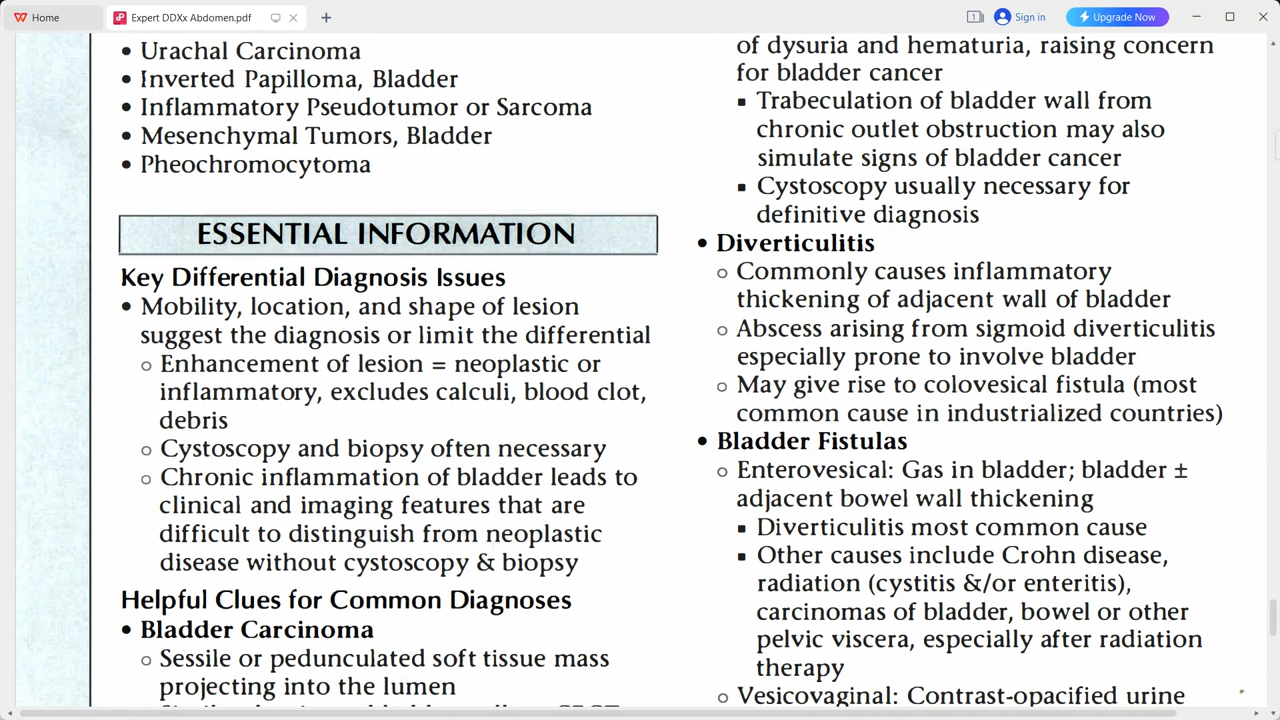 Home
Expert DDXx Abdomen.pdf
1
Sign in
Upgrade Now
• Urachal Carcinoma
• Inverted Papilloma, Bladder
• Inflammatory Pseudotumor or Sarcoma
• Mesenchymal Tumors, Bladder
• Pheochromocytoma
ESSENTIAL INFORMATION
Key Differential Diagnosis Issues
• Mobility, location, and shape of lesion
suggest the diagnosis or limit the differential
○ Enhancement of lesion = neoplastic or
inflammatory, excludes calculi, blood clot,
debris
○ Cystoscopy and biopsy often necessary
○ Chronic inflammation of bladder leads to
clinical and imaging features that are
difficult to distinguish from neoplastic
disease without cystoscopy & biopsy
Helpful Clues for Common Diagnoses
• Bladder Carcinoma
○ Sessile or pedunculated soft tissue mass
projecting into the lumen
of dysuria and hematuria, raising concern
for bladder cancer
▪ Trabeculation of bladder wall from
chronic outlet obstruction may also
simulate signs of bladder cancer
▪ Cystoscopy usually necessary for
definitive diagnosis
• Diverticulitis
○ Commonly causes inflammatory
thickening of adjacent wall of bladder
○ Abscess arising from sigmoid diverticulitis
especially prone to involve bladder
○ May give rise to colovesical fistula (most
common cause in industrialized countries)
• Bladder Fistulas
○ Enterovesical: Gas in bladder; bladder ±
adjacent bowel wall thickening
▪ Diverticulitis most common cause
▪ Other causes include Crohn disease,
radiation (cystitis &/or enteritis),
carcinomas of bladder, bowel or other
pelvic viscera, especially after radiation
therapy
○ Vesicovaginal: Contrast-opacified urine